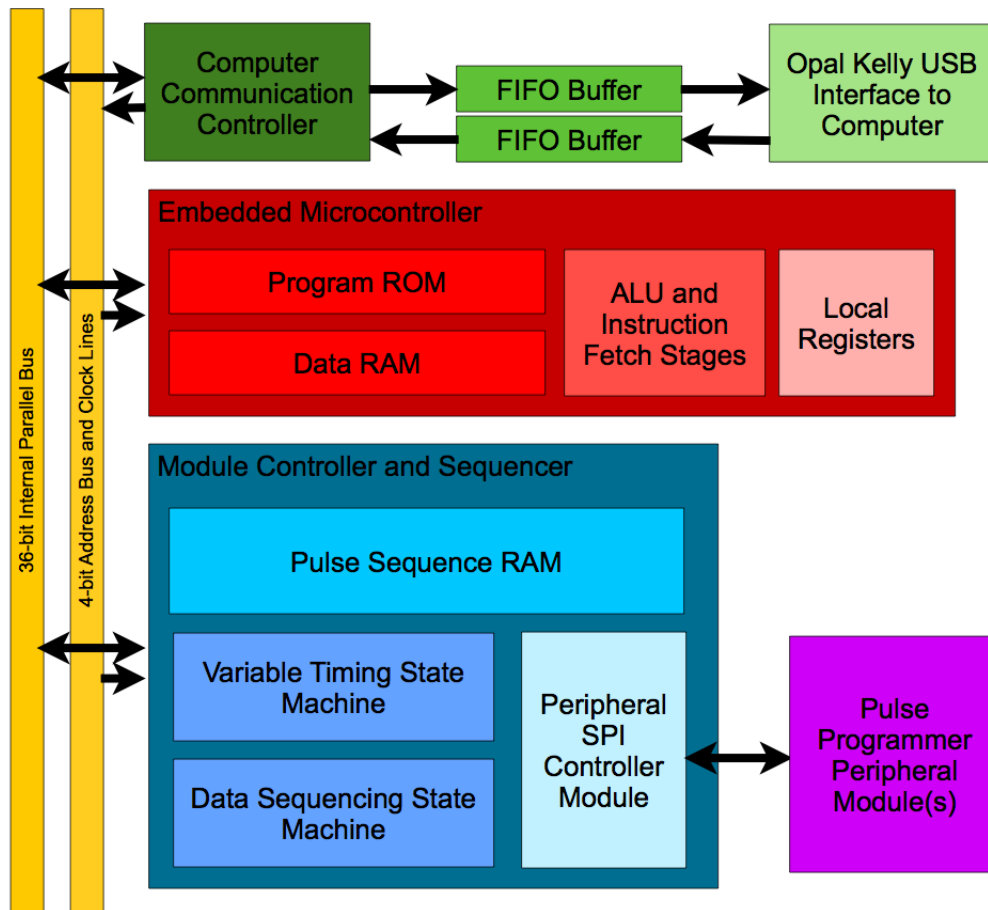 36-bit Internal Parallel Bus
4-bit Address Bus and Clock Lines
Computer
Communication
Controller
FIFO Buffer
FIFO Buffer
Opal Kelly USB
Interface to
Computer
Embedded Microcontroller
Program ROM
Data RAM
ALU and
Instruction
Fetch Stages
Local
Registers
Module Controller and Sequencer
Pulse Sequence RAM
Variable Timing State
Machine
Data Sequencing State
Machine
Peripheral
SPI
Controller
Module
Pulse
Programmer
Peripheral
Module(s)